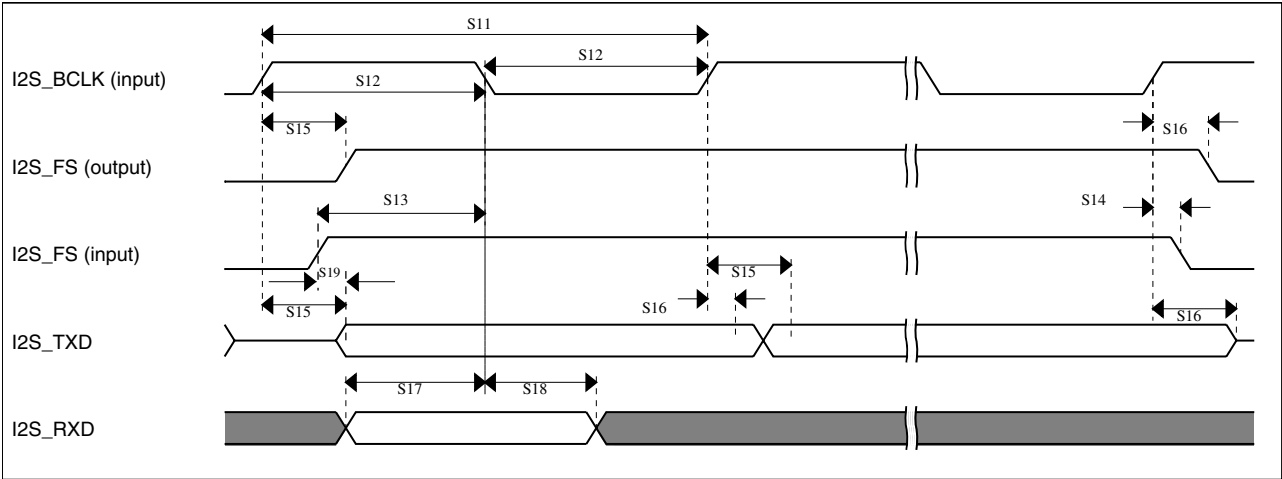 S11
I2S_BCLK (input)
S12
S12
S15
S16
I2S_FS (output)
S13
S14
I2S_FS (input)
S19
S15
S15
S16
S16
I2S_TXD
S17
S18
I2S_RXD